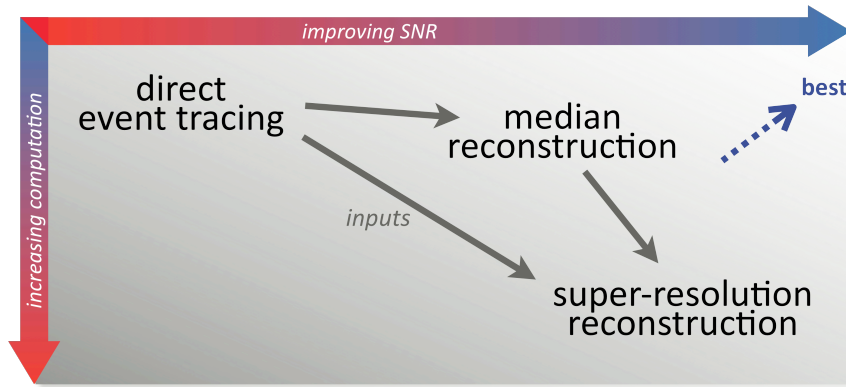 improving SNR
best
direct
event tracing
median
reconstruction
increasing computation
inputs
super-resolution
reconstruction